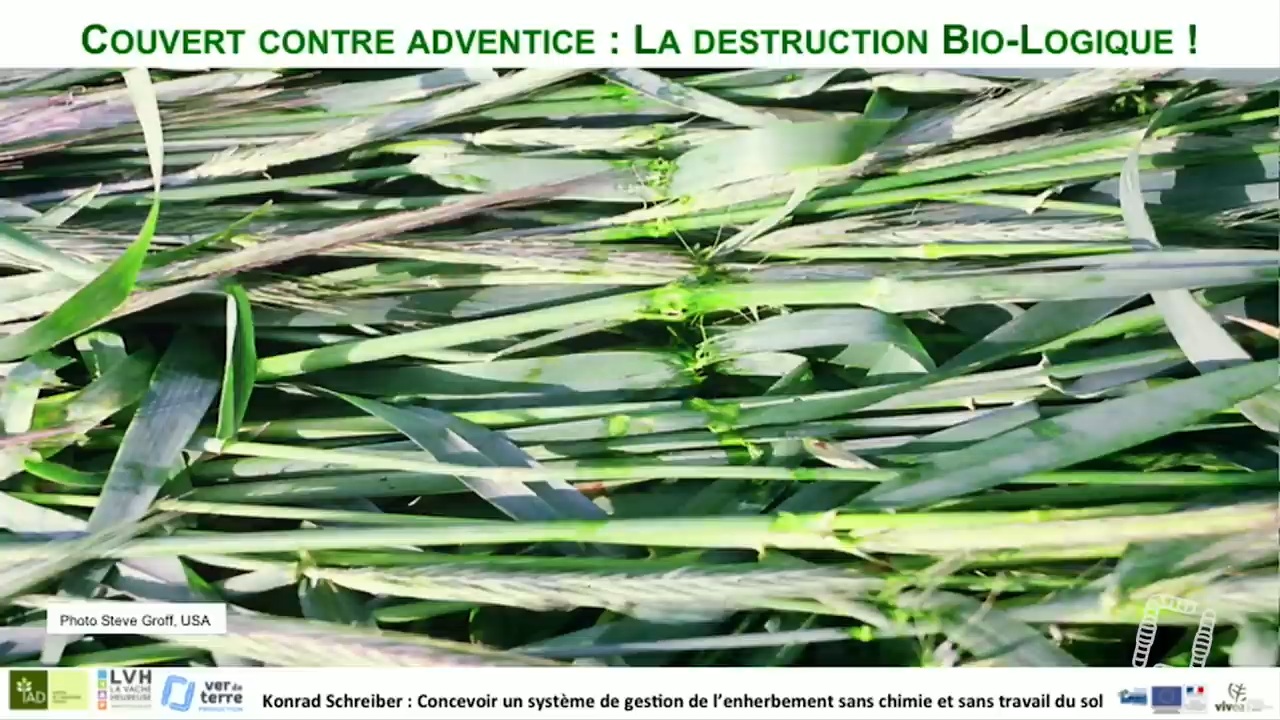 COUVERT CONTRE ADVENTICE : LA DESTRUCTION BIO-LOGIQUE !
Photo Steve Groff, USA
IAD
LVH
LA VACHE
HEUREUSE
ver de
terre
PRODUCTION
Konrad Schreiber : Concevoir un système de gestion de l'enherbement sans chimie et sans travail du sol
vivea